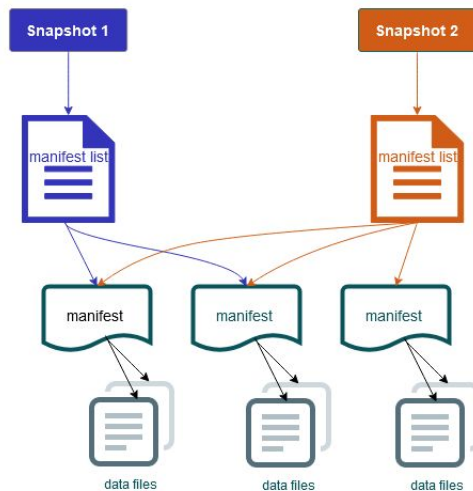 Snapshot 1
Snapshot 2
manifest list
manifest list
manifest
manifest
manifest
data files
data files
data files